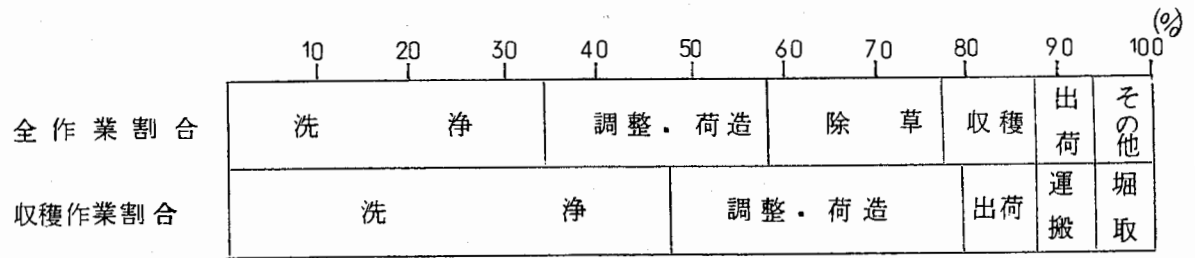 (%)
10 20 30 40 50 60 70 80 90 100
全作業割合 洗浄 調整・荷造 除草 収穫 出荷 その他
収穫作業割合 洗浄 調整・荷造 出荷 運搬 堀取